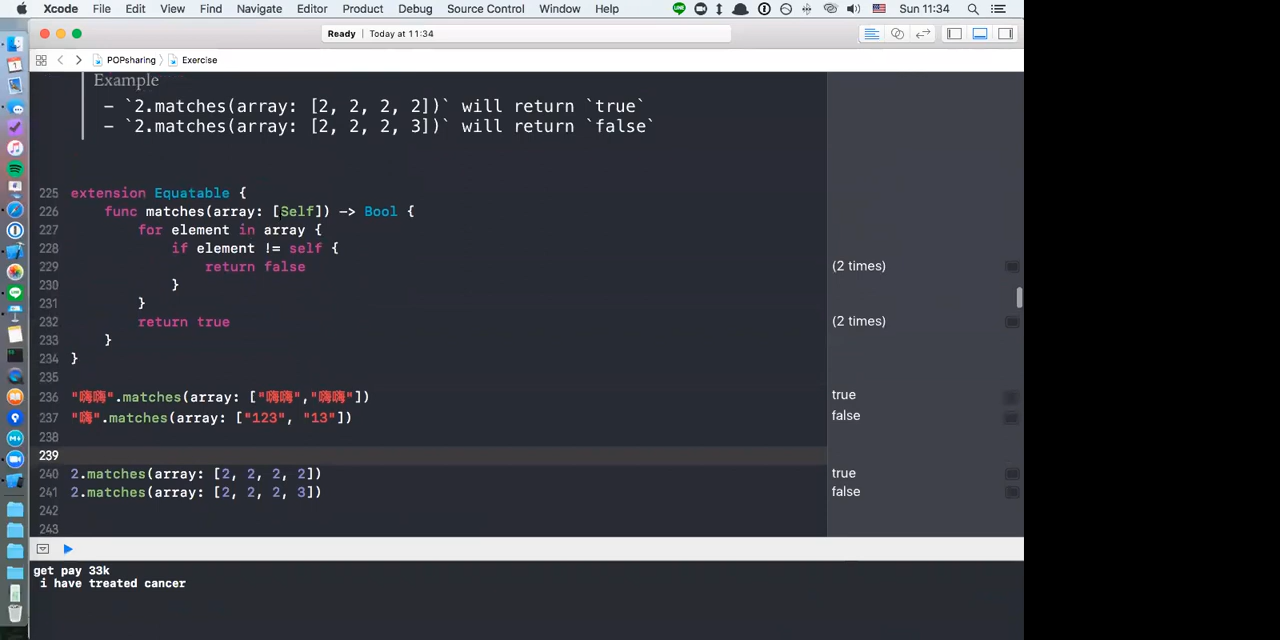 Xcode File Edit View Find Navigate Editor Product Debug Source Control Window Help Sun 11:34
Ready | Today at 11:34
POPsharing Exercise
Example
– `2.matches(array: [2, 2, 2, 2])` will return `true`
– `2.matches(array: [2, 2, 2, 3])` will return `false`
225 extension Equatable {
226 func matches(array: [Self]) -> Bool {
227 for element in array {
228 if element != self {
229 return false (2 times)
230 }
231 }
232 return true (2 times)
233 }
234 }
235
236 "嗨嗨".matches(array: ["嗨嗨","嗨嗨"]) true
237 "嗨".matches(array: ["123", "13"]) false
238
239
240 2.matches(array: [2, 2, 2, 2]) true
241 2.matches(array: [2, 2, 2, 3]) false
242
243
get pay 33k
i have treated cancer